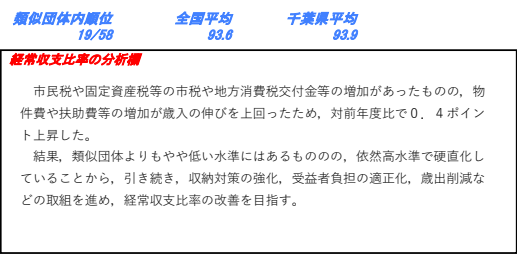 類似団体内順位 全国平均 千葉県平均
19/58 93.6 93.9
経常収支比率の分析欄
　市民税や固定資産税等の市税や地方消費税交付金等の増加があったものの，物
件費や扶助費等の増加が歳入の伸びを上回ったため，対前年度比で０．４ポイン
ト上昇した。
　結果，類似団体よりもやや低い水準にはあるもののの，依然高水準で硬直化し
ていることから，引き続き，収納対策の強化，受益者負担の適正化，歳出削減な
どの取組を進め，経常収支比率の改善を目指す。